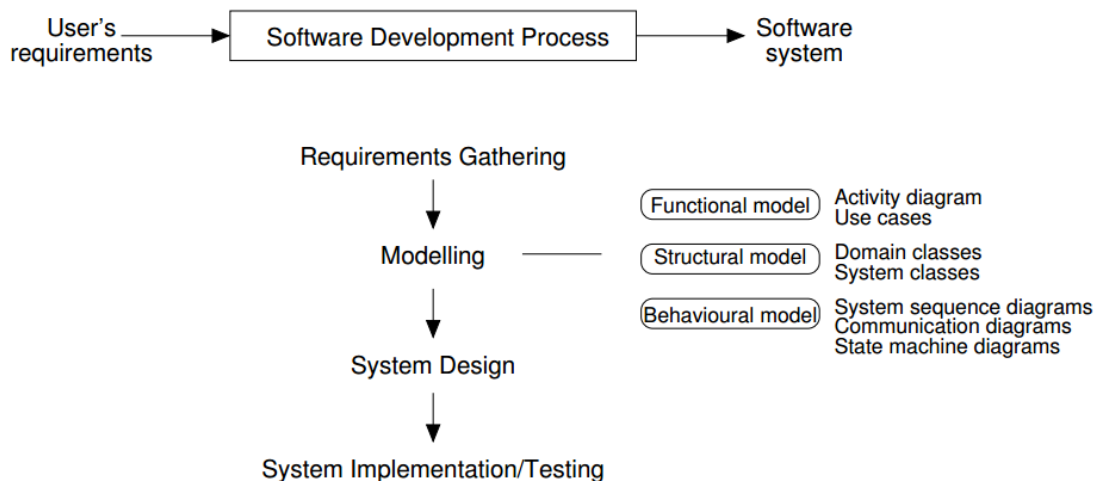 User's
requirements
Software Development Process
Software
system
Requirements Gathering
Modelling
Functional model
Activity diagram
Use cases
Structural model
Domain classes
System classes
Behavioural model
System sequence diagrams
Communication diagrams
State machine diagrams
System Design
System Implementation/Testing